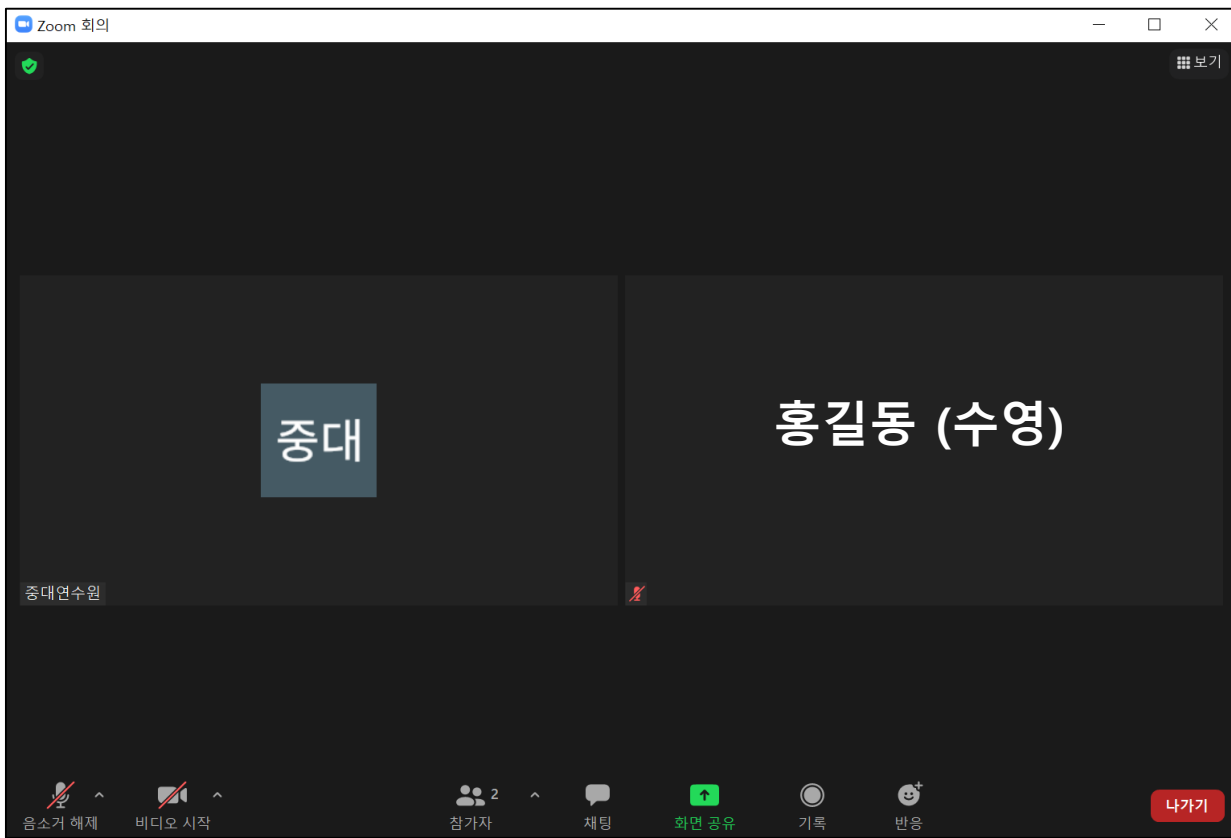 Zoom 회의
보기
중대
홍길동 (수영)
중대연수원
2
음소거 해제
비디오 시작
참가자
채팅
화면 공유
기록
반응
나가기